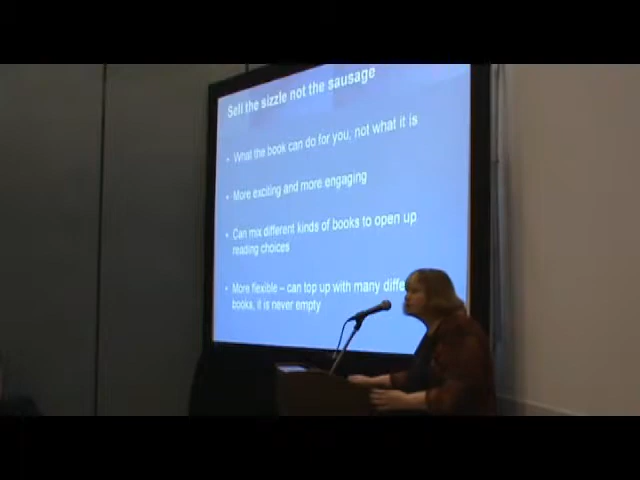 Sell the sizzle not the sausage
• What the book can do for you, not what it is
• More exciting and more engaging
• Can mix different kinds of books to open up
reading choices
• More flexible – can top up with many diffe
books, it is never empty